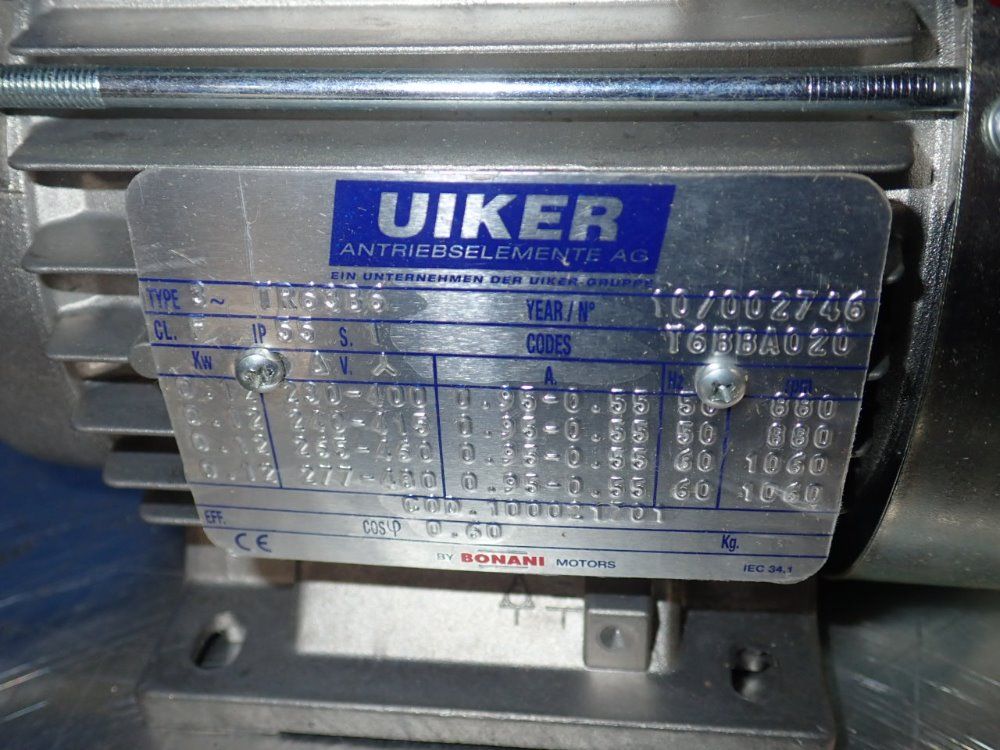 UIKER
ANTRIEBSELEMENTE AG
EIN UNTERNEHMEN DER UIKER-GRUPPE
TYPE 3~ YEAR / N° 10/002746
CL. F IP 55 S. 1 CODES T6BBA020
Kw Δ V. A. Hz
0.12 230-400 0.95-0.55 50 880
0.12 240-415 0.95-0.55 50 880
0.12 265-460 0.95-0.55 60 1060
0.12 277-480 0.95-0.55 60 1060
COD.
EFF. COSφ 0.60 Kg.
CE BY BONANI MOTORS IEC 34.1